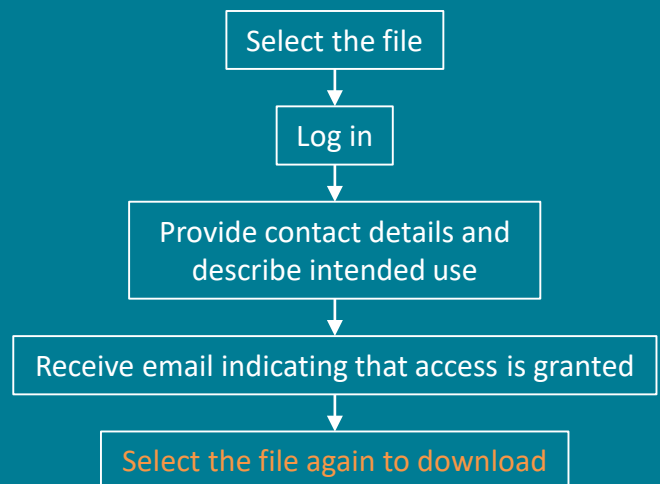 Select the file
Log in
Provide contact details and
describe intended use
Receive email indicating that access is granted
Select the file again to download